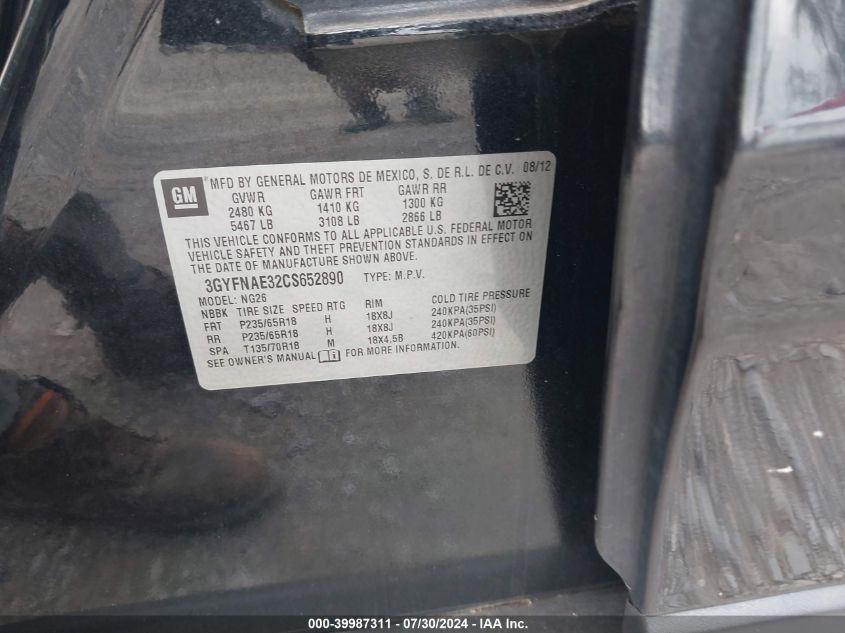 GM ® MFD BY GENERAL MOTORS DE MEXICO, S. DE R.L. DE C.V. 08/12
GVWR GAWR FRT GAWR RR
2480 KG 1410 KG 1300 KG
5467 LB 3108 LB 2866 LB
THIS VEHICLE CONFORMS TO ALL APPLICABLE U.S. FEDERAL MOTOR
VEHICLE SAFETY AND THEFT PREVENTION STANDARDS IN EFFECT ON
THE DATE OF MANUFACTURE SHOWN ABOVE.
3GYFNAE32CS652890 TYPE: M.P.V.
MODEL: NG26
NBBK TIRE SIZE SPEED RTG RIM COLD TIRE PRESSURE
FRT P235/65R18 H 18X8J 240KPA(35PSI)
RR P235/65R18 H 18X8J 240KPA(35PSI)
SPA T135/70R18 M 18X4.5B 420KPA(60PSI)
SEE OWNER'S MANUAL i FOR MORE INFORMATION.
000-39987311 - 07/30/2024 - IAA Inc.